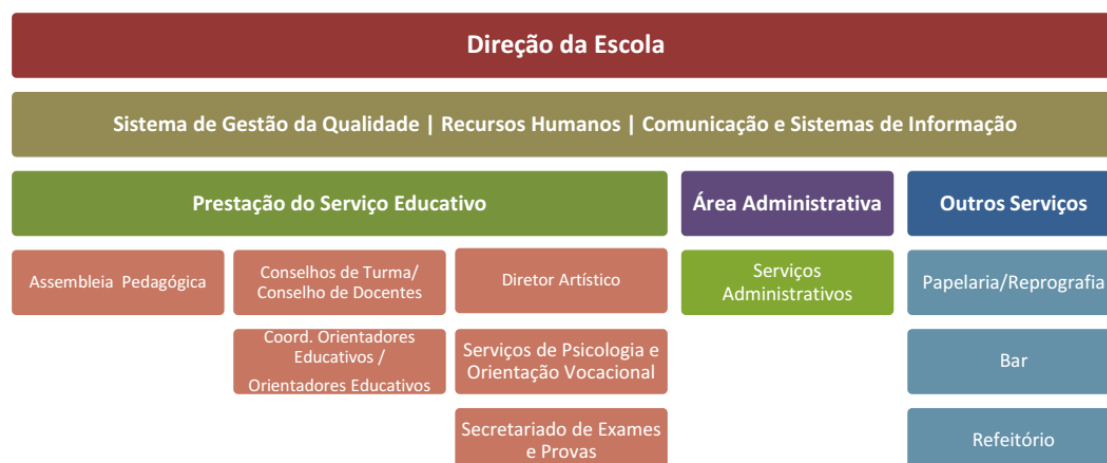 Direção da Escola
Sistema de Gestão da Qualidade | Recursos Humanos | Comunicação e Sistemas de Informação
Prestação do Serviço Educativo
Área Administrativa
Outros Serviços
Assembleia Pedagógica
Conselhos de Turma/
Conselho de Docentes
Diretor Artístico
Serviços
Administrativos
Papelaria/Reprografia
Coord. Orientadores
Educativos /
Orientadores Educativos
Serviços de Psicologia e
Orientação Vocacional
Bar
Secretariado de Exames
e Provas
Refeitório